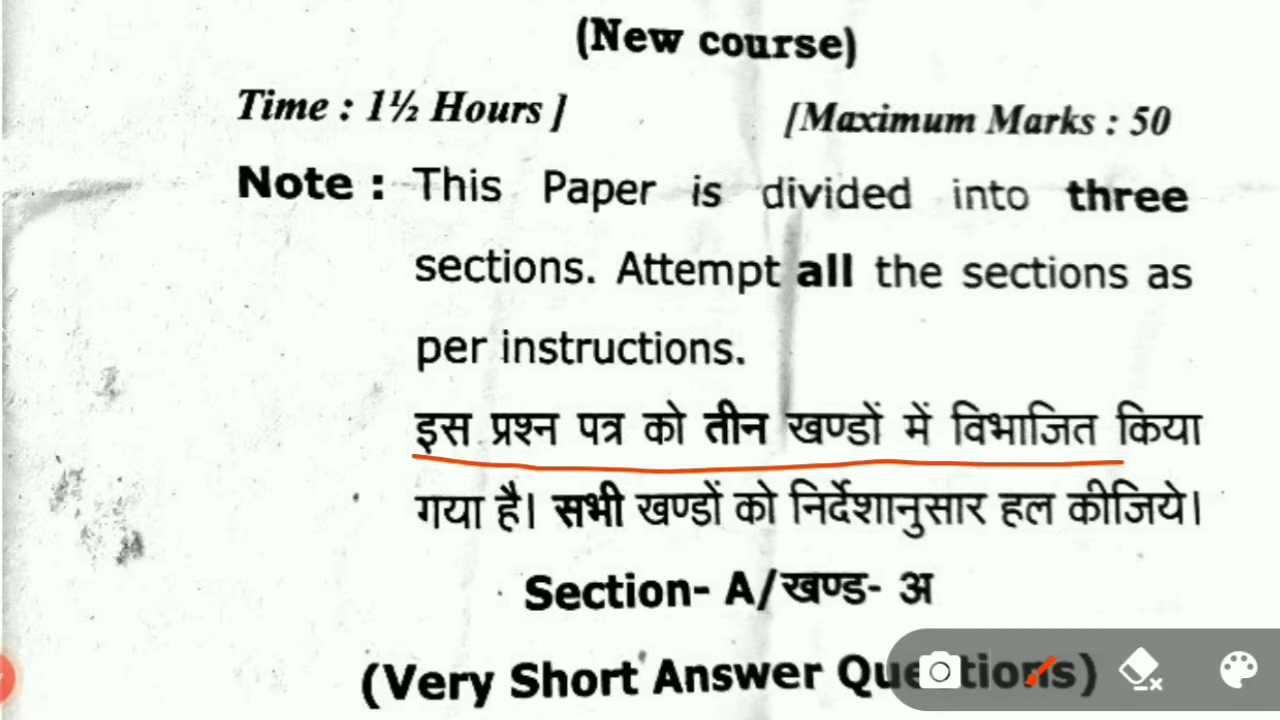 (New course)
Time : 1½ Hours ] [Maximum Marks : 50
Note : This Paper is divided into three
sections. Attempt all the sections as
per instructions.
इस प्रश्न पत्र को तीन खण्डों में विभाजित किया
गया है। सभी खण्डों को निर्देशानुसार हल कीजिये।
Section- A/खण्ड- अ
(Very Short Answer Questions)